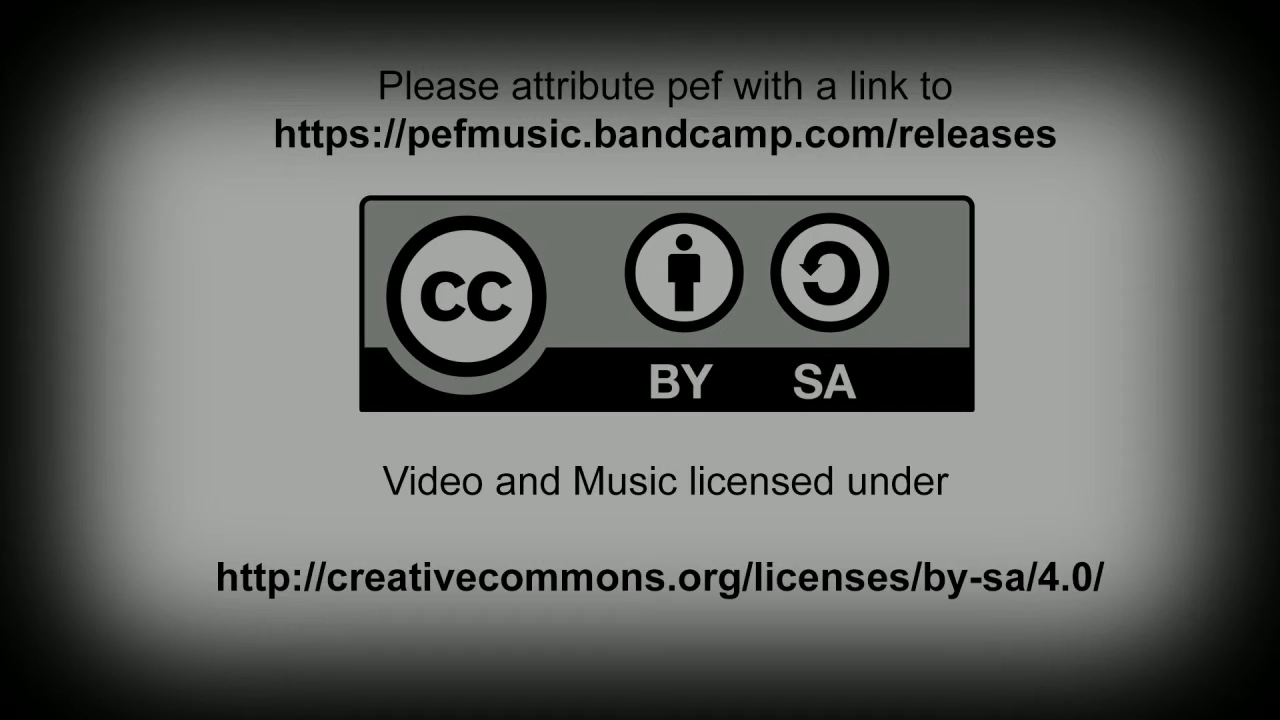 Please attribute pef with a link to
https://pefmusic.bandcamp.com/releases
CC
BY SA
Video and Music licensed under
http://creativecommons.org/licenses/by-sa/4.0/